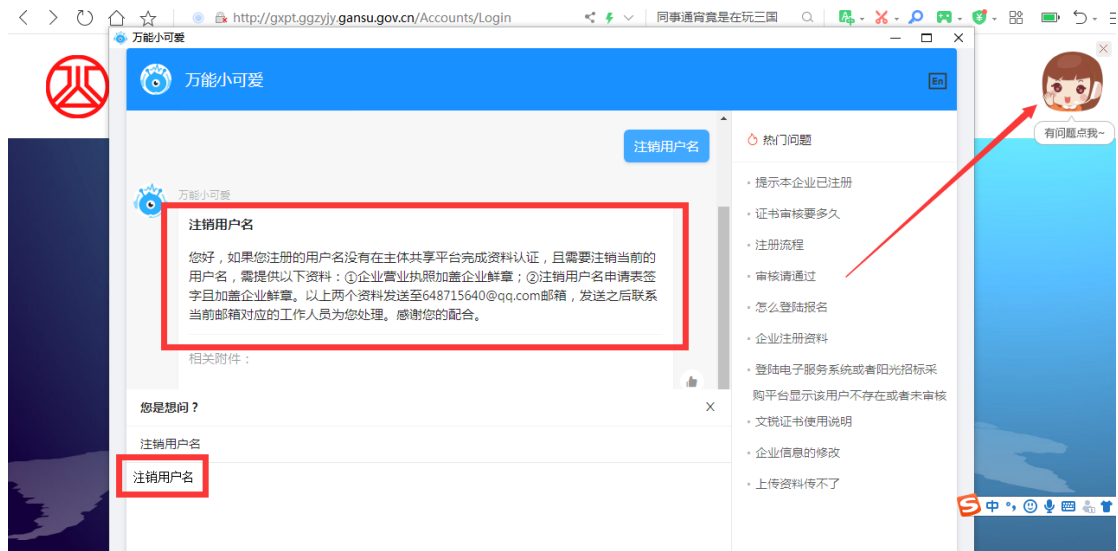 http://gxpt.ggzyjy.gansu.gov.cn/Accounts/Login
同事通宵竟是在玩三国
万能小可爱
万能小可爱
En
有问题点我~
注销用户名
万能小可爱
注销用户名
您好，如果您注册的用户名没有在主体共享平台完成资料认证，且需要注销当前的
用户名，需提供以下资料：①企业营业执照加盖企业鲜章；②注销用户名申请表签
字且加盖企业鲜章。以上两个资料发送至648715640@qq.com邮箱，发送之后联系
当前邮箱对应的工作人员为您处理。感谢您的配合。
相关附件：
您是想问？
X
注销用户名
注销用户名
热门问题
· 提示本企业已注册
· 证书审核要多久
· 注册流程
· 审核请通过
· 怎么登陆报名
· 企业注册资料
· 登陆电子服务系统或者阳光招标采
购平台显示该用户不存在或者未审核
· 文锐证书使用说明
· 企业信息的修改
· 上传资料传不了
中